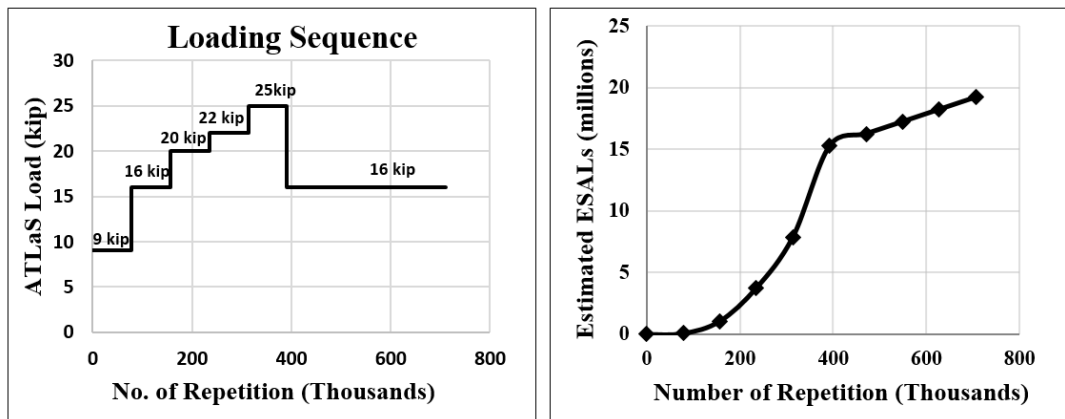 Loading Sequence
ATLaS Load (kip)
30
25
20
15
10
5
0
9 kip
16 kip
20 kip
22 kip
25kip
16 kip
0 200 400 600 800
No. of Repetition (Thousands)
Estimated ESALs (millions)
25
20
15
10
5
0
0 200 400 600 800
Number of Repetition (Thousands)